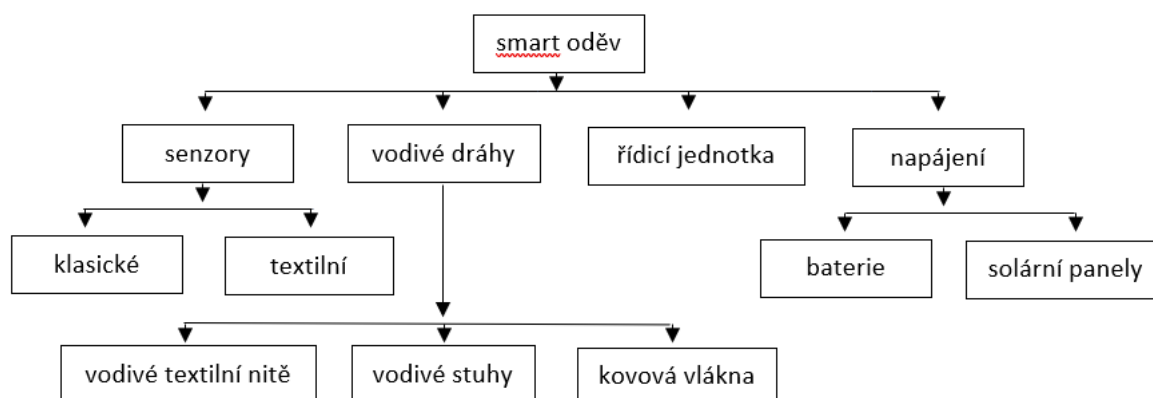 smart oděv
senzory
vodivé dráhy
řídicí jednotka
napájení
klasické
textilní
baterie
solární panely
vodivé textilní nitě
vodivé stuhy
kovová vlákna